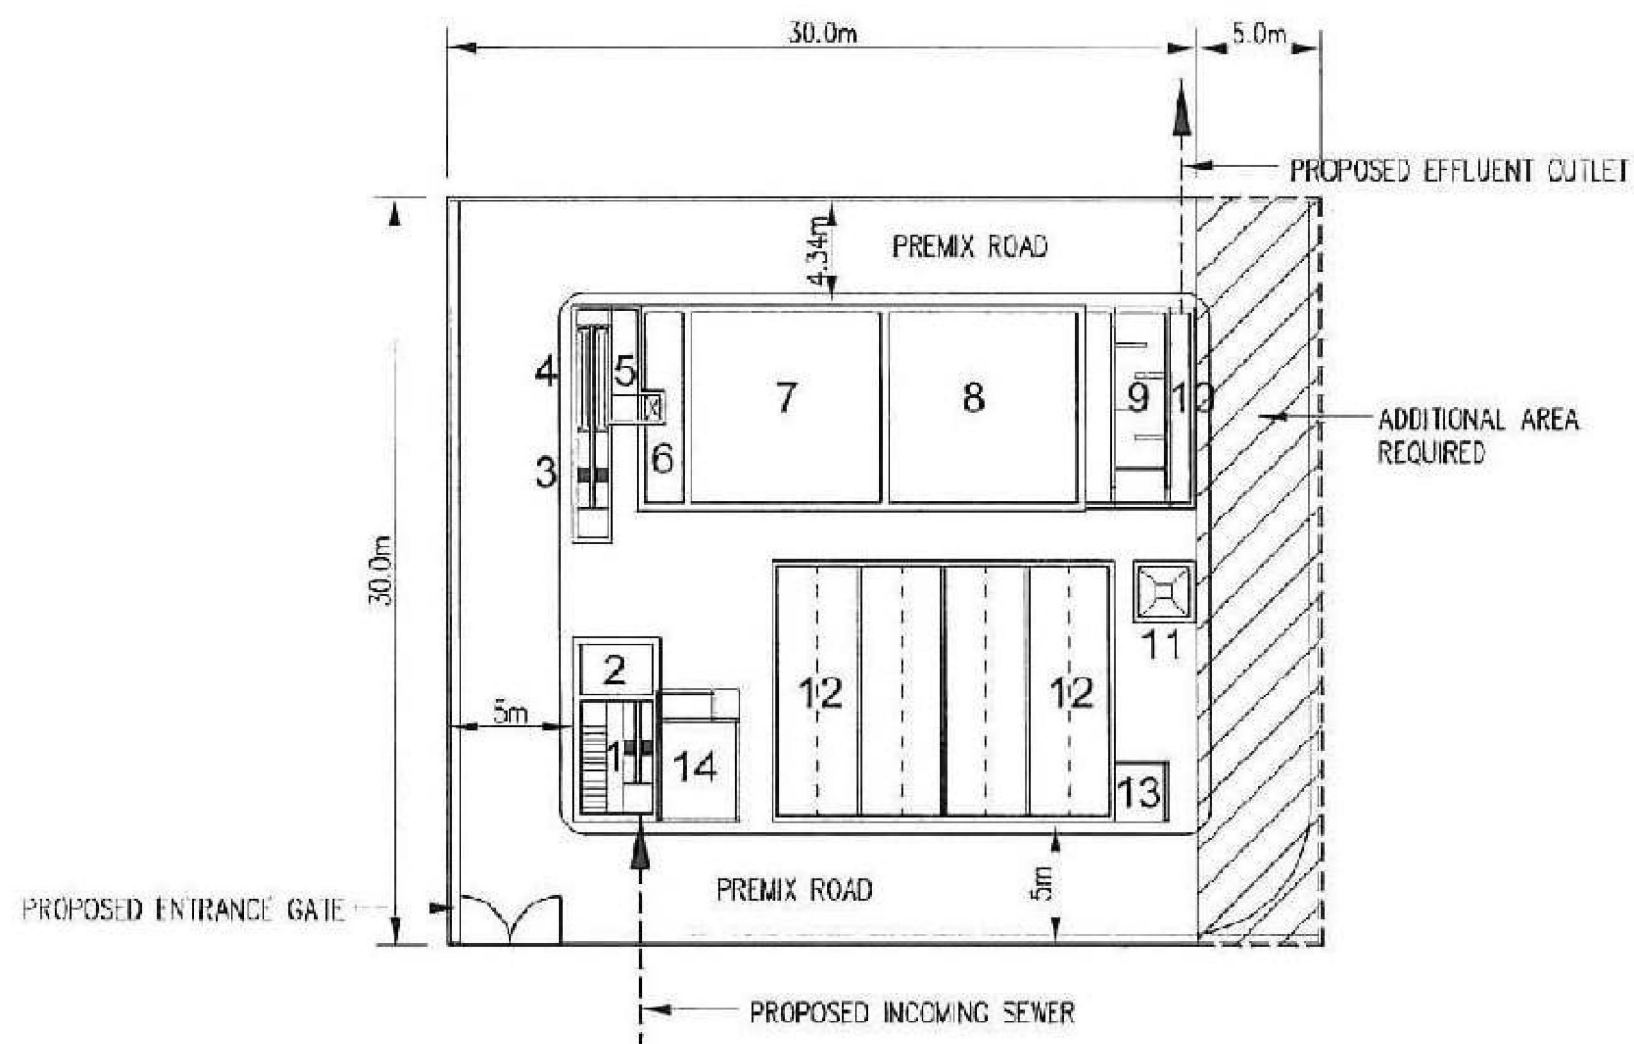 30.0m
5.0m
PROPOSED EFFLUENT OUTLET
4.34m
PREMIX ROAD
4
5
7
8
9
10
ADDITIONAL AREA
REQUIRED
3
6
30.0m
11
2
12
12
5m
1
14
13
PREMIX ROAD
5m
PROPOSED ENTRANCE GATE
PROPOSED INCOMING SEWER